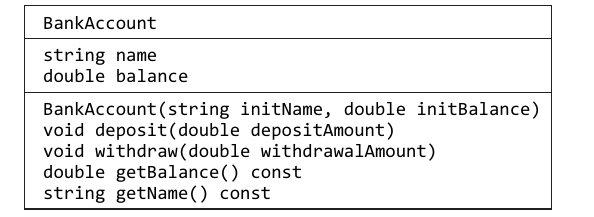 BankAccount
string name
double balance
BankAccount(string initName, double initBalance)
void deposit(double depositAmount)
void withdraw(double withdrawalAmount)
double getBalance() const
string getName() const